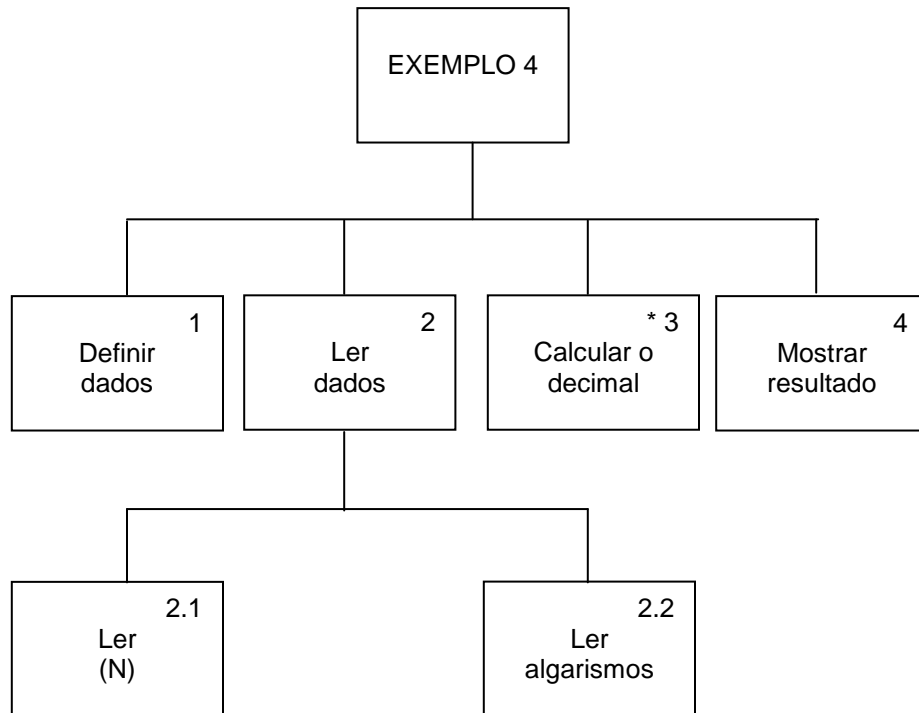 EXEMPLO 4
1
Definir
dados
2
Ler
dados
* 3
Calcular o
decimal
4
Mostrar
resultado
2.1
Ler
(N)
2.2
Ler
algarismos